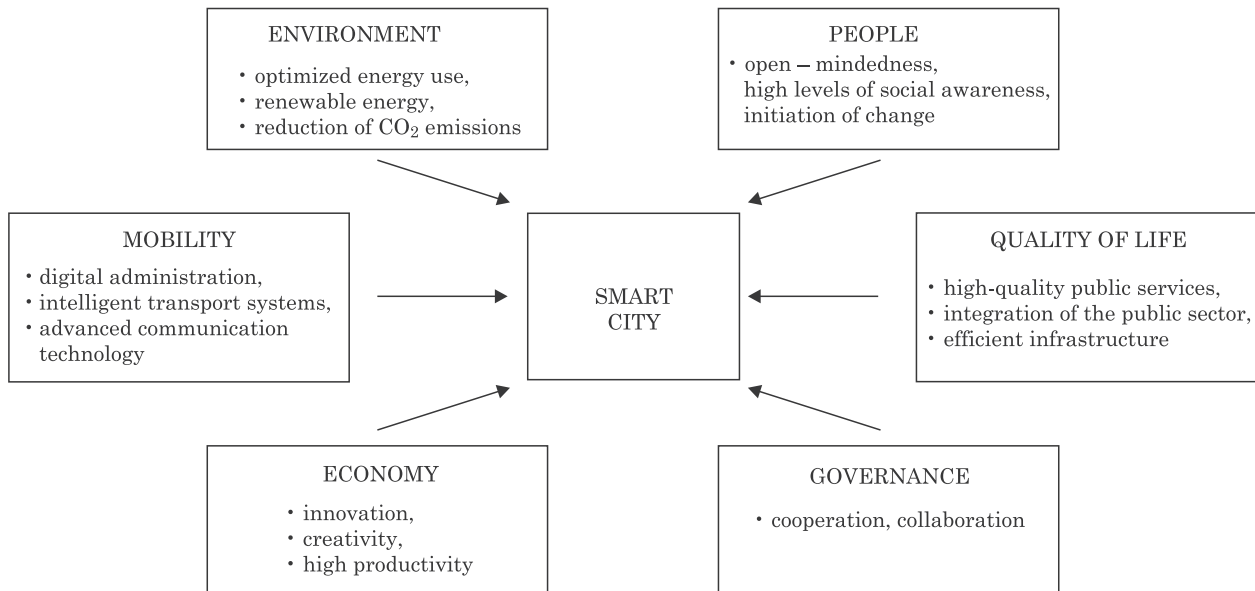 ENVIRONMENT
• optimized energy use,
• renewable energy,
• reduction of CO₂ emissions
PEOPLE
• open – mindedness,
high levels of social awareness,
initiation of change
MOBILITY
• digital administration,
• intelligent transport systems,
• advanced communication
technology
SMART
CITY
QUALITY OF LIFE
• high-quality public services,
• integration of the public sector,
• efficient infrastructure
ECONOMY
• innovation,
• creativity,
• high productivity
GOVERNANCE
• cooperation, collaboration